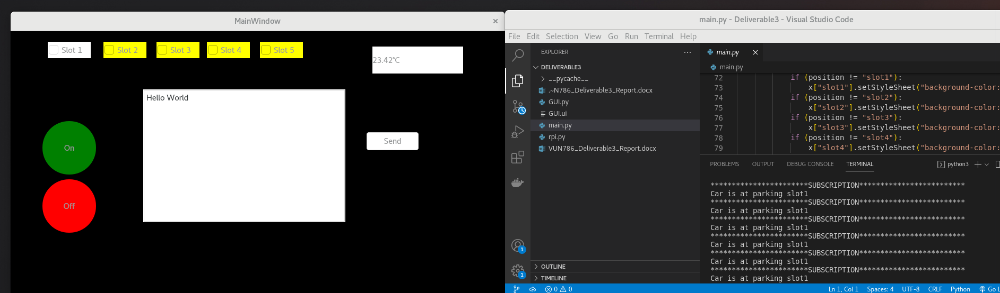 MainWindow
×
Slot 1
Slot 2
Slot 3
Slot 4
Slot 5
23.42°C
Hello World
On
Send
Off
main.py - Deliverable3 - Visual Studio Code
File Edit Selection View Go Run Terminal Help
EXPLORER
DELIVERABLE3
__pycache__
.~N786_Deliverable3_Report.docx
GUI.py
GUI.ui
main.py
rpi.py
VUN786_Deliverable3_Report.docx
OUTLINE
TIMELINE
1
1
main.py
main.py
72 if (position != "slot1"):
73 x["slot1"].setStyleSheet("background-color:
74 if (position != "slot2"):
75 x["slot2"].setStyleSheet("background-color:
76 if (position != "slot3"):
77 x["slot3"].setStyleSheet("background-color:
78 if (position != "slot4"):
79 x["slot4"].setStyleSheet("background-color:
PROBLEMS OUTPUT DEBUG CONSOLE TERMINAL python3
***********************SUBSCRIPTION*************************
Car is at parking slot1
***********************SUBSCRIPTION*************************
Car is at parking slot1
***********************SUBSCRIPTION*************************
Car is at parking slot1
***********************SUBSCRIPTION*************************
Car is at parking slot1
***********************SUBSCRIPTION*************************
Car is at parking slot1
***********************SUBSCRIPTION*************************
Car is at parking slot1
0 0 Ln 1, Col 1 Spaces: 4 UTF-8 CRLF Python Go L